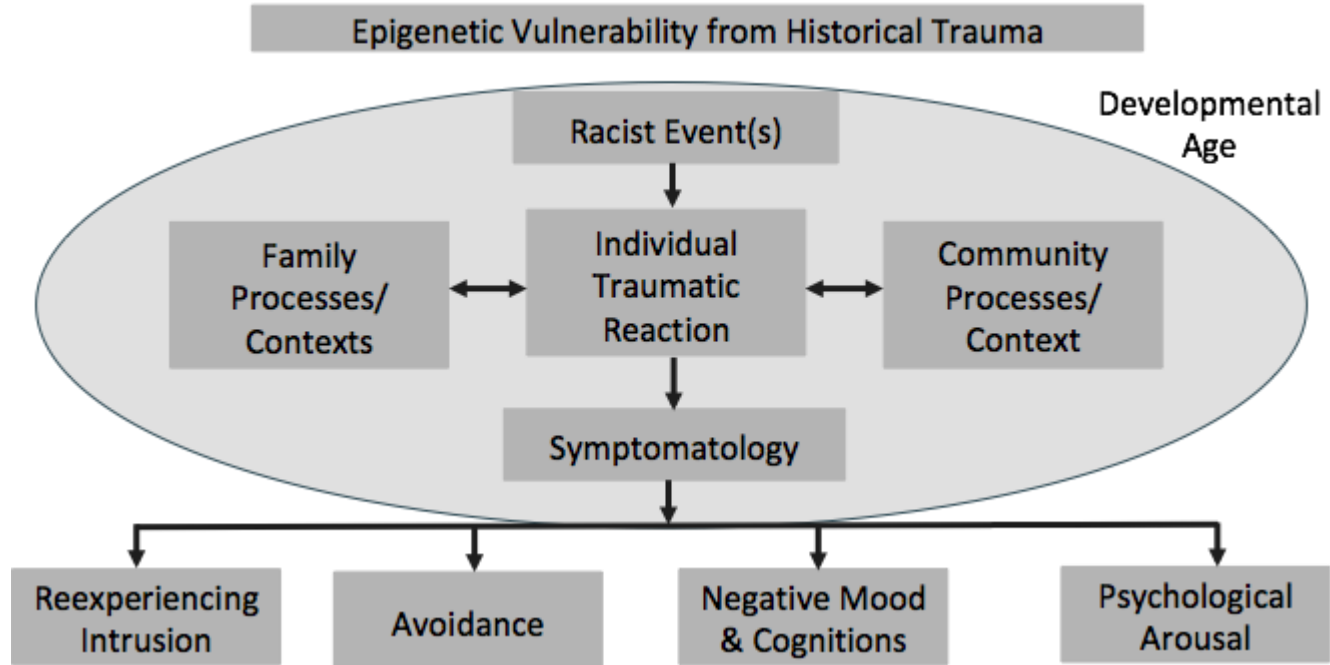 Epigenetic Vulnerability from Historical Trauma
Developmental
Age
Racist Event(s)
Family
Processes/
Contexts
Individual
Traumatic
Reaction
Community
Processes/
Context
Symptomatology
Reexperiencing
Intrusion
Avoidance
Negative Mood
& Cognitions
Psychological
Arousal